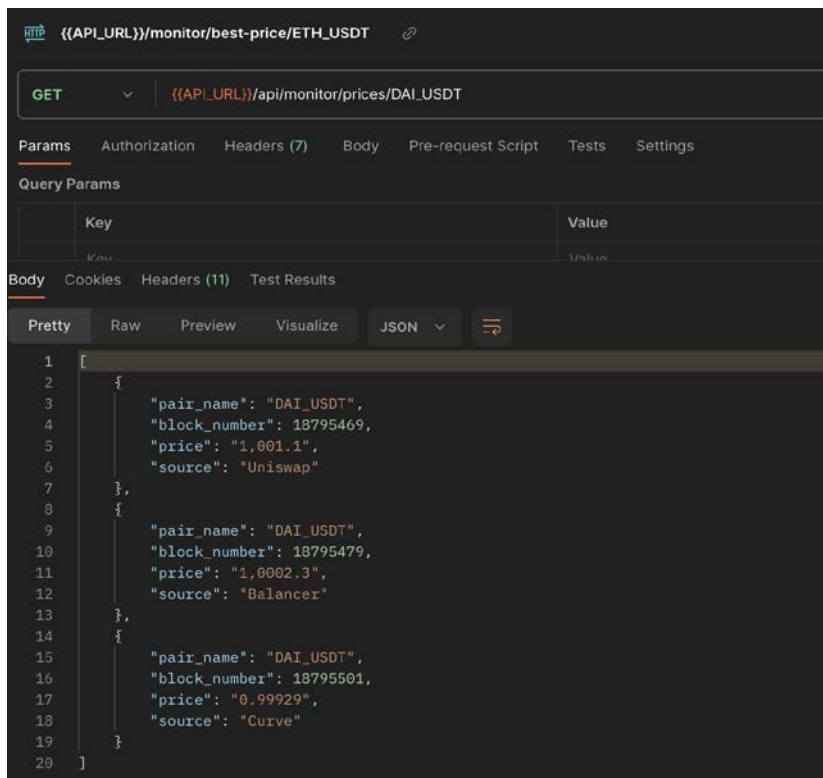 HTTP {{API_URL}}/monitor/best-price/ETH_USDT
GET {{API_URL}}/api/monitor/prices/DAI_USDT
Params Authorization Headers (7) Body Pre-request Script Tests Settings
Query Params
Key Value
Key Value
Body Cookies Headers (11) Test Results
Pretty Raw Preview Visualize JSON
1 [
2 {
3 "pair_name": "DAI_USDT",
4 "block_number": 18795469,
5 "price": "1,001.1",
6 "source": "Uniswap"
7 },
8 {
9 "pair_name": "DAI_USDT",
10 "block_number": 18795479,
11 "price": "1,0002.3",
12 "source": "Balancer"
13 },
14 {
15 "pair_name": "DAI_USDT",
16 "block_number": 18795501,
17 "price": "0.99929",
18 "source": "Curve"
19 }
20 ]